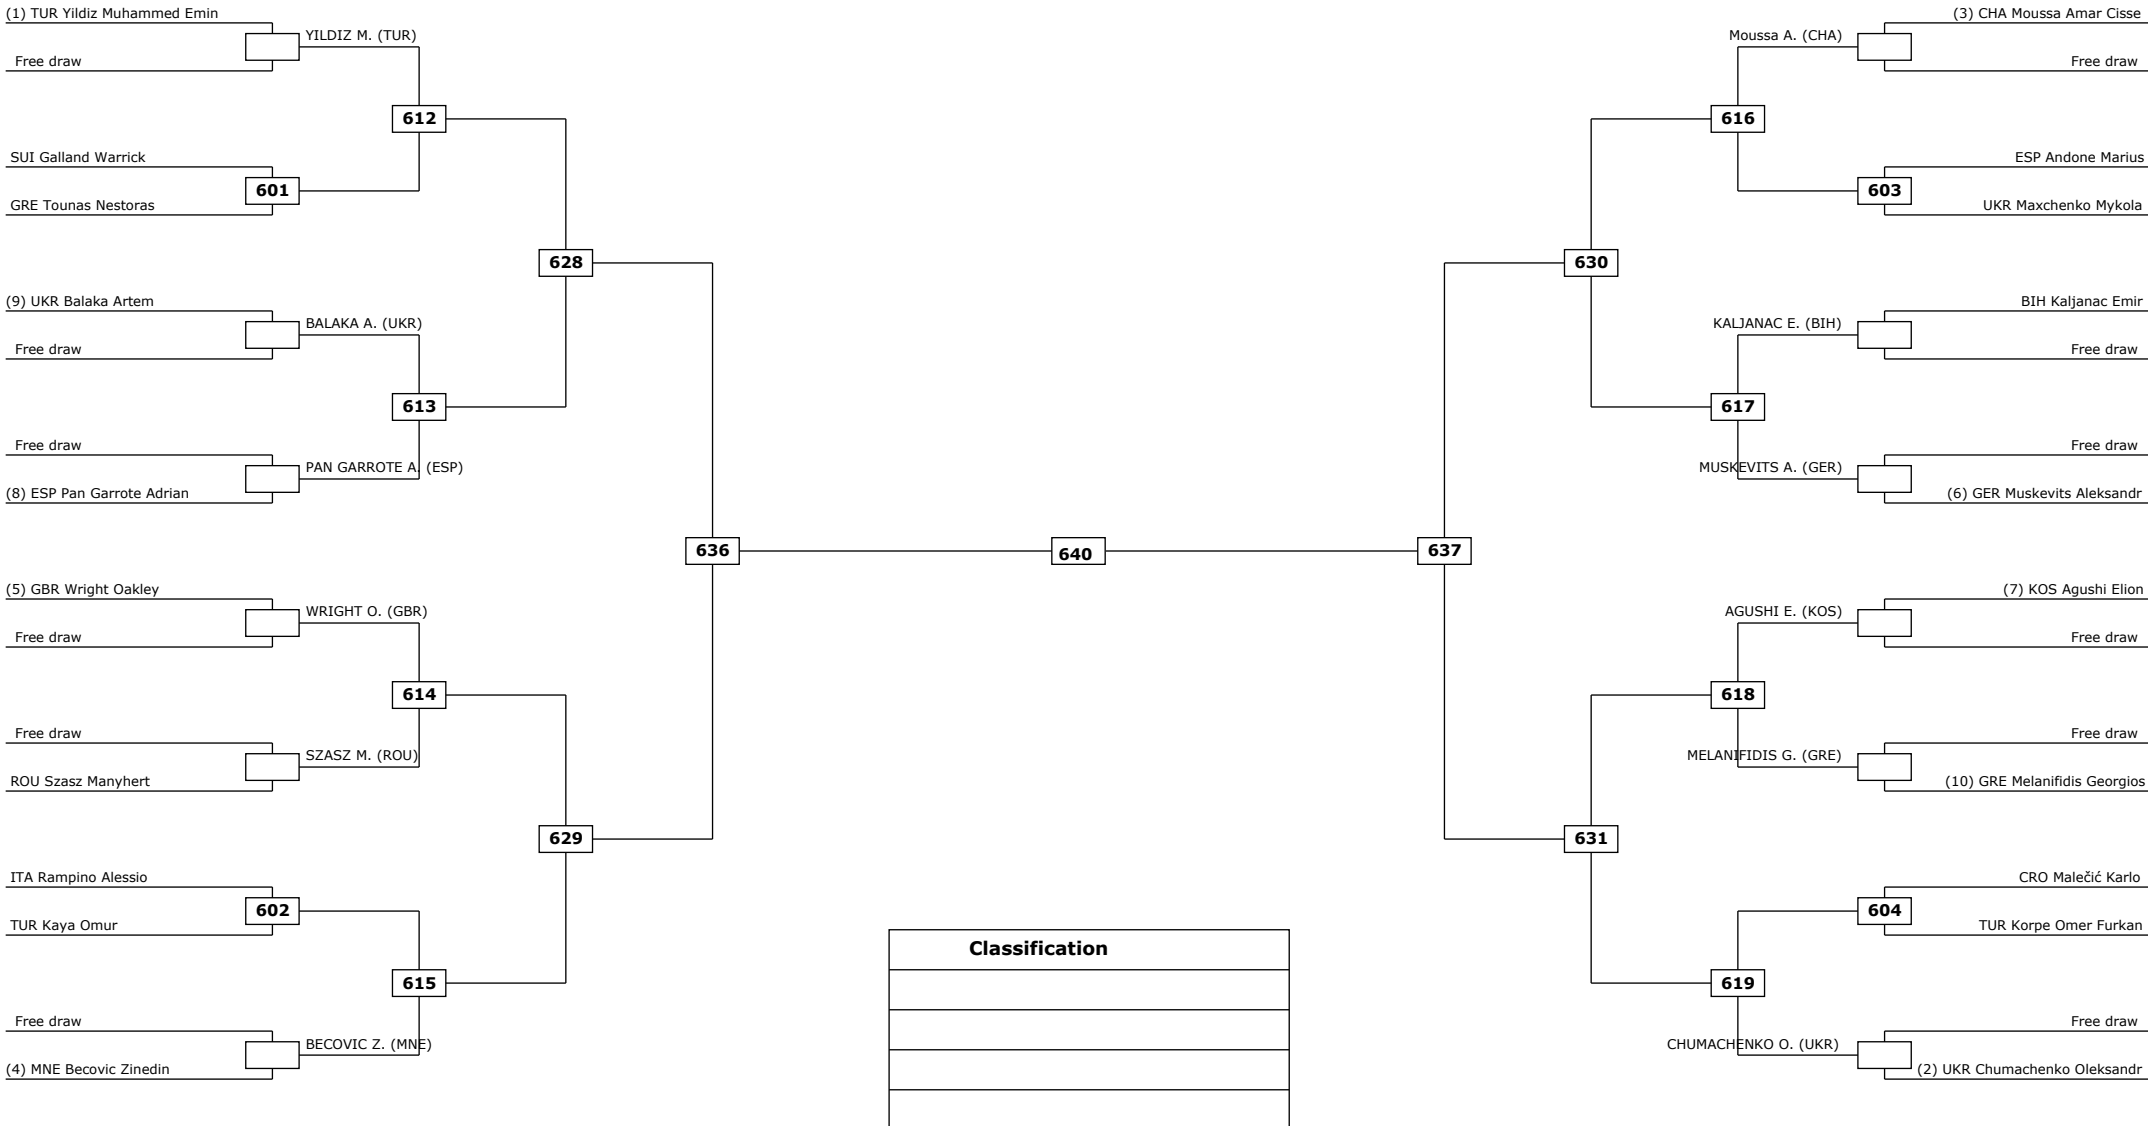 (1) TUR Yildiz Muhammed Emin
YILDIZ M. (TUR)
Free draw
612
SUI Galland Warrick
601
GRE Tounas Nestoras
628
(9) UKR Balaka Artem
BALAKA A. (UKR)
Free draw
613
Free draw
PAN GARROTE A. (ESP)
(8) ESP Pan Garrote Adrian
636
(5) GBR Wright Oakley
WRIGHT O. (GBR)
Free draw
614
Free draw
SZASZ M. (ROU)
ROU Szasz Manyhert
629
ITA Rampino Alessio
602
TUR Kaya Omur
615
Free draw
BECOVIC Z. (MNE)
(4) MNE Becovic Zinedin
640
Classification
(3) CHA Moussa Amar Cisse
Moussa A. (CHA)
Free draw
616
ESP Andone Marius
603
UKR Maxchenko Mykola
630
BIH Kaljanac Emir
KALJANAC E. (BIH)
Free draw
617
Free draw
MUSKEVITS A. (GER)
(6) GER Muskevits Aleksandr
637
(7) KOS Agushi Elion
AGUSHI E. (KOS)
Free draw
618
Free draw
MELANIFIDIS G. (GRE)
(10) GRE Melanifidis Georgios
631
CRO Malečić Karlo
604
TUR Korpe Omer Furkan
619
Free draw
CHUMACHENKO O. (UKR)
(2) UKR Chumachenko Oleksandr